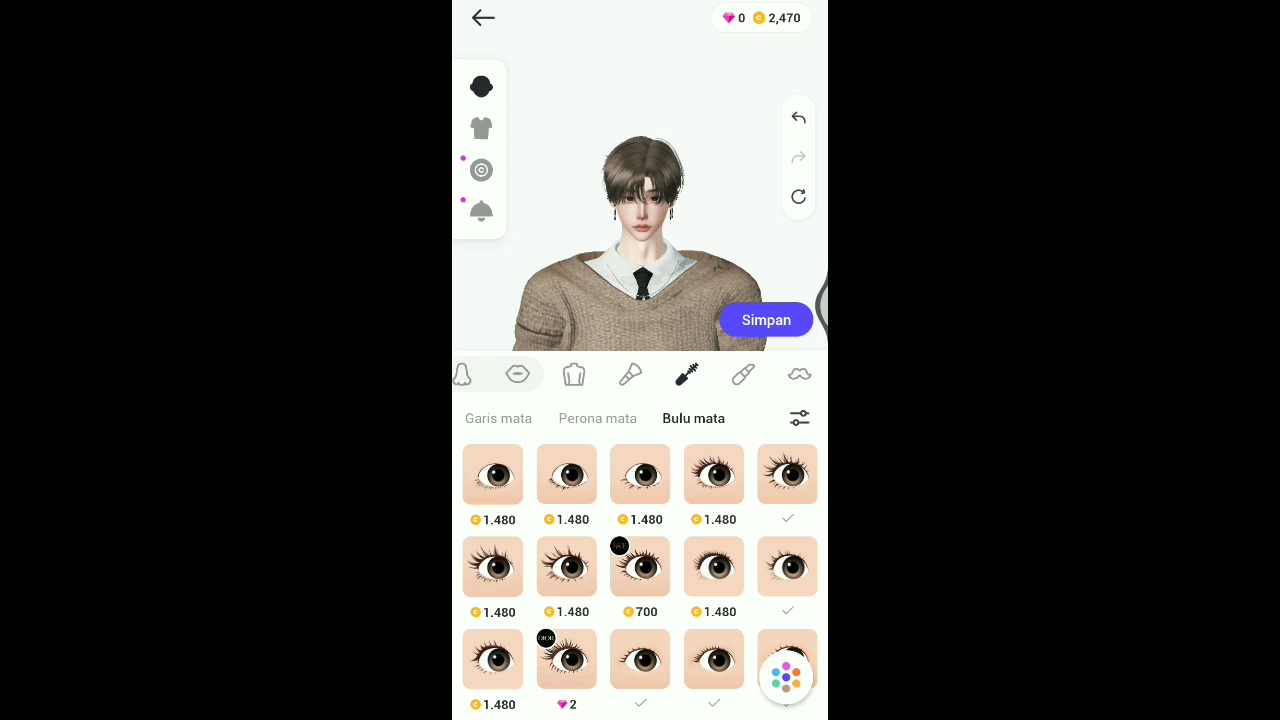 0 2,470
Simpan
Garis mata Perona mata Bulu mata
1.480 1.480 1.480 1.480
1.480 1.480 700 1.480
DIOR
1.480 2